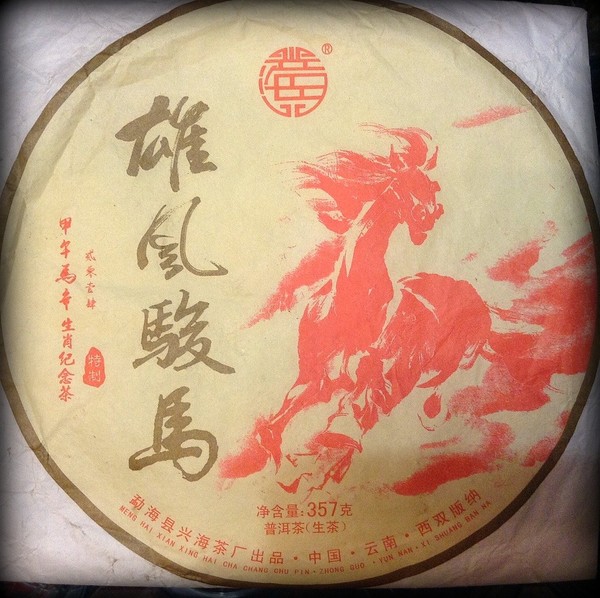 ®
雄风駿馬
贰零壹肆
甲午馬年生肖纪念茶
特制
净含量:357克
普洱茶(生茶)
勐海县兴海茶厂出品·中国·云南·西双版纳
MENG HAI XIAN XING HAI CHA CHANG CHU PIN·ZHONG GUO·YUN NAN·XI SHUANG BAN NA